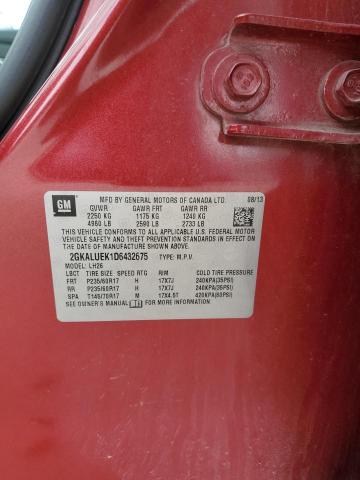 GM
MFD BY GENERAL MOTORS OF CANADA LTD. 08/13
GVWR GAWR FRT GAWR RR
2250 KG 1175 KG 1240 KG
4960 LB 2590 LB 2733 LB
THIS VEHICLE CONFORMS TO ALL APPLICABLE U.S. FEDERAL MOTOR VEHICLE SAFETY AND THEFT PREVENTION STANDARDS IN EFFECT ON THE DATE OF MANUFACTURE SHOWN ABOVE.
2GKALUEK1D6432675 TYPE: M.P.V.
MODEL: LH26
LBCT TIRE SIZE SPEED RTG RIM COLD TIRE PRESSURE
FRT P235/60R17 H 17X7J 240KPA(35PSI)
RR P235/60R17 H 17X7J 240KPA(35PSI)
SPA T145/70R17 M 17X4.5T 420KPA(60PSI)
SEE OWNER'S MANUAL FOR MORE INFORMATION